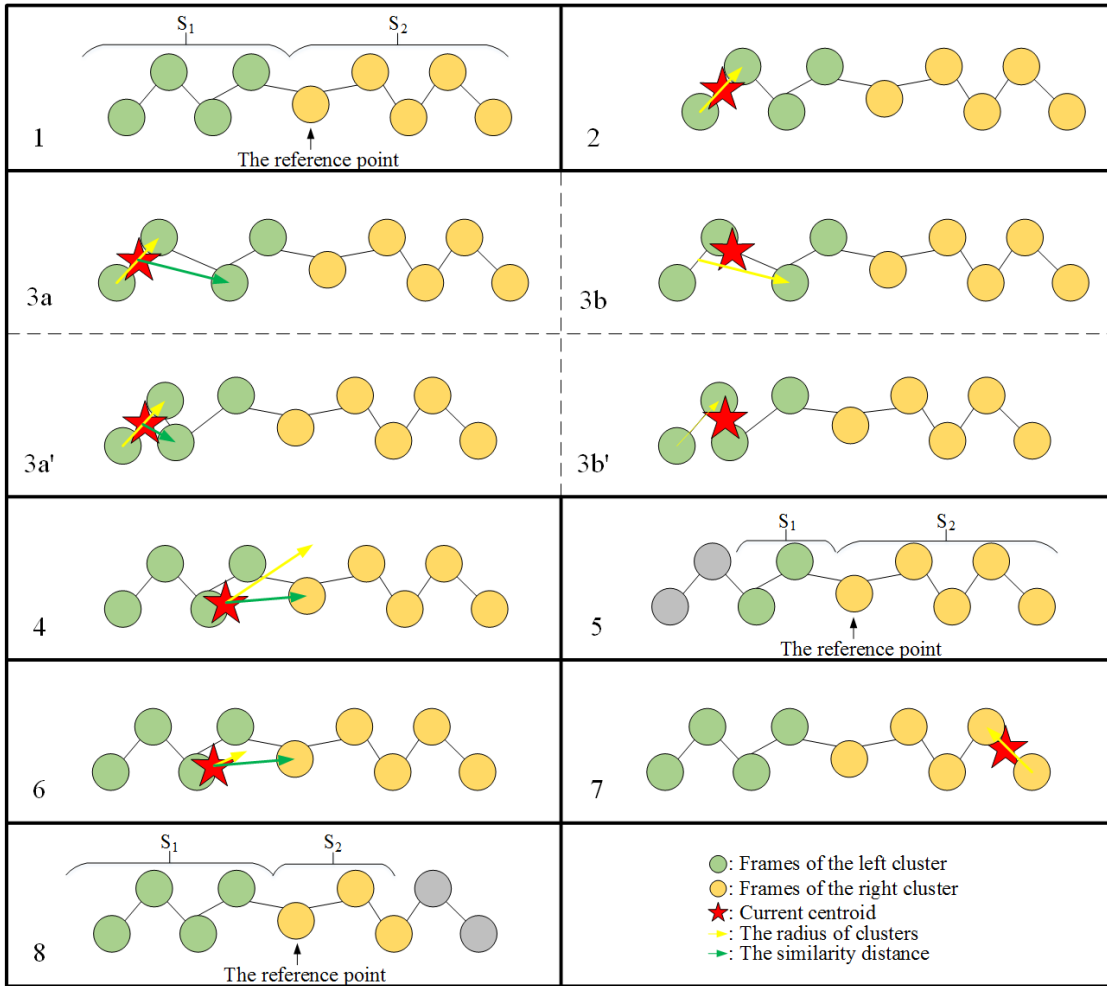 S1 S2
1
The reference point
2
3a
3b
3a'
3b'
4
S1 S2
5
The reference point
6
7
S1 S2
8
The reference point
: Frames of the left cluster
: Frames of the right cluster
: Current centroid
: The radius of clusters
: The similarity distance